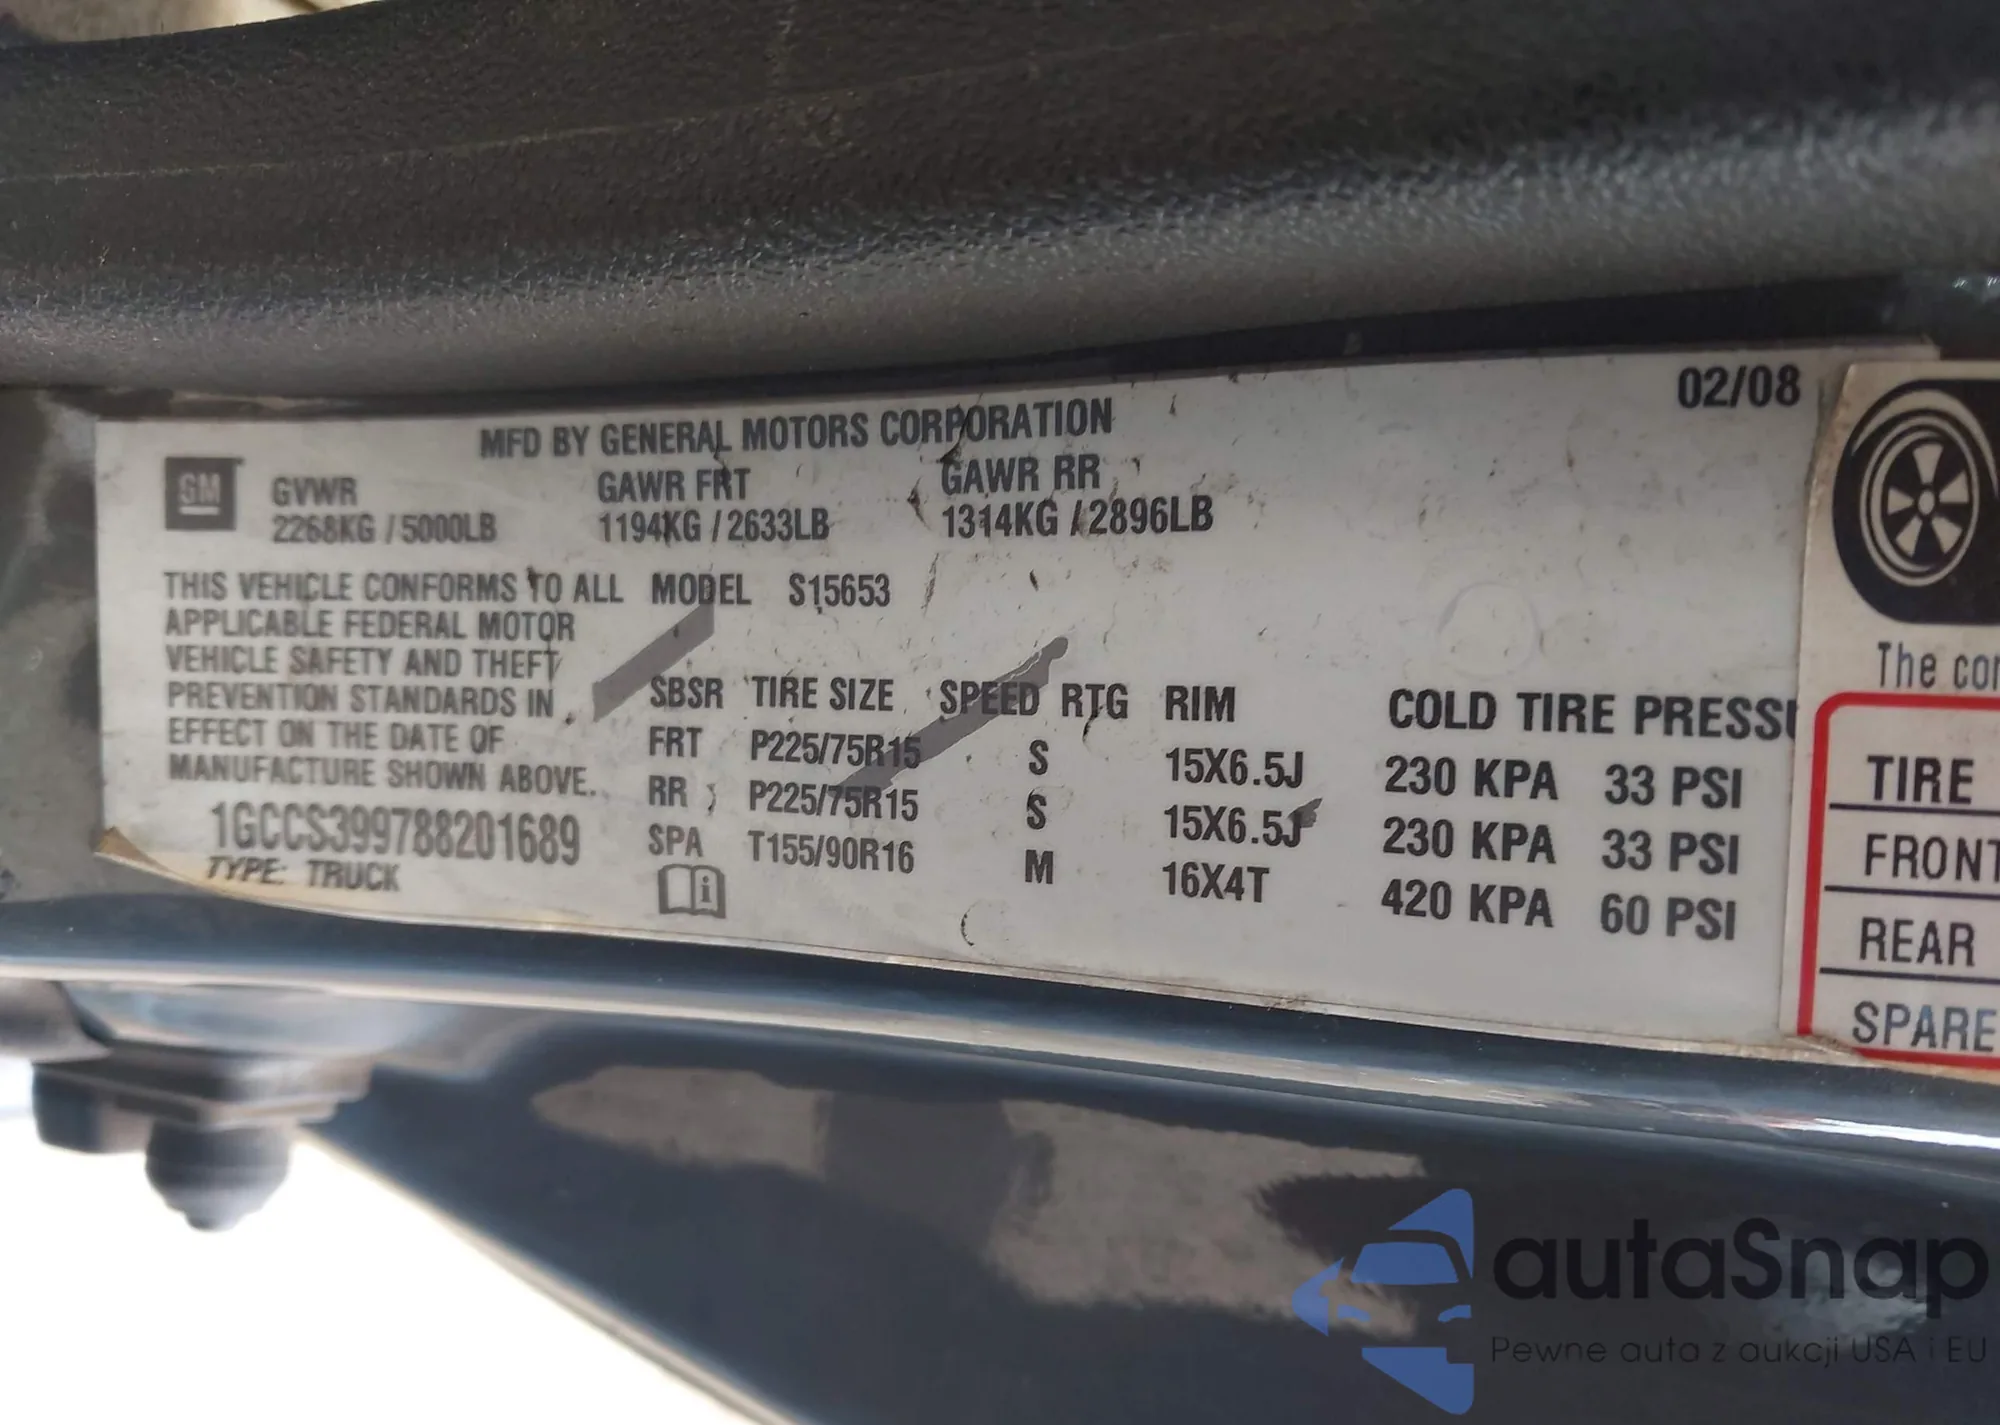 02/08
MFD BY GENERAL MOTORS CORPORATION
GM
GVWR GAWR FRT GAWR RR
2268KG / 5000LB 1194KG / 2633LB 1314KG / 2896LB
THIS VEHICLE CONFORMS TO ALL MODEL S15653
APPLICABLE FEDERAL MOTOR
VEHICLE SAFETY AND THEFT
PREVENTION STANDARDS IN
EFFECT ON THE DATE OF
MANUFACTURE SHOWN ABOVE.
1GCCS399788201689
TYPE: TRUCK
SBSR TIRE SIZE SPEED RTG RIM COLD TIRE PRESSU
FRT P225/75R15 S 15X6.5J 230 KPA 33 PSI
RR P225/75R15 S 15X6.5J 230 KPA 33 PSI
SPA T155/90R16 M 16X4T 420 KPA 60 PSI
i
The com
TIRE
FRONT
REAR
SPARE
autaSnap
Pewne auta z aukcji USA i EU